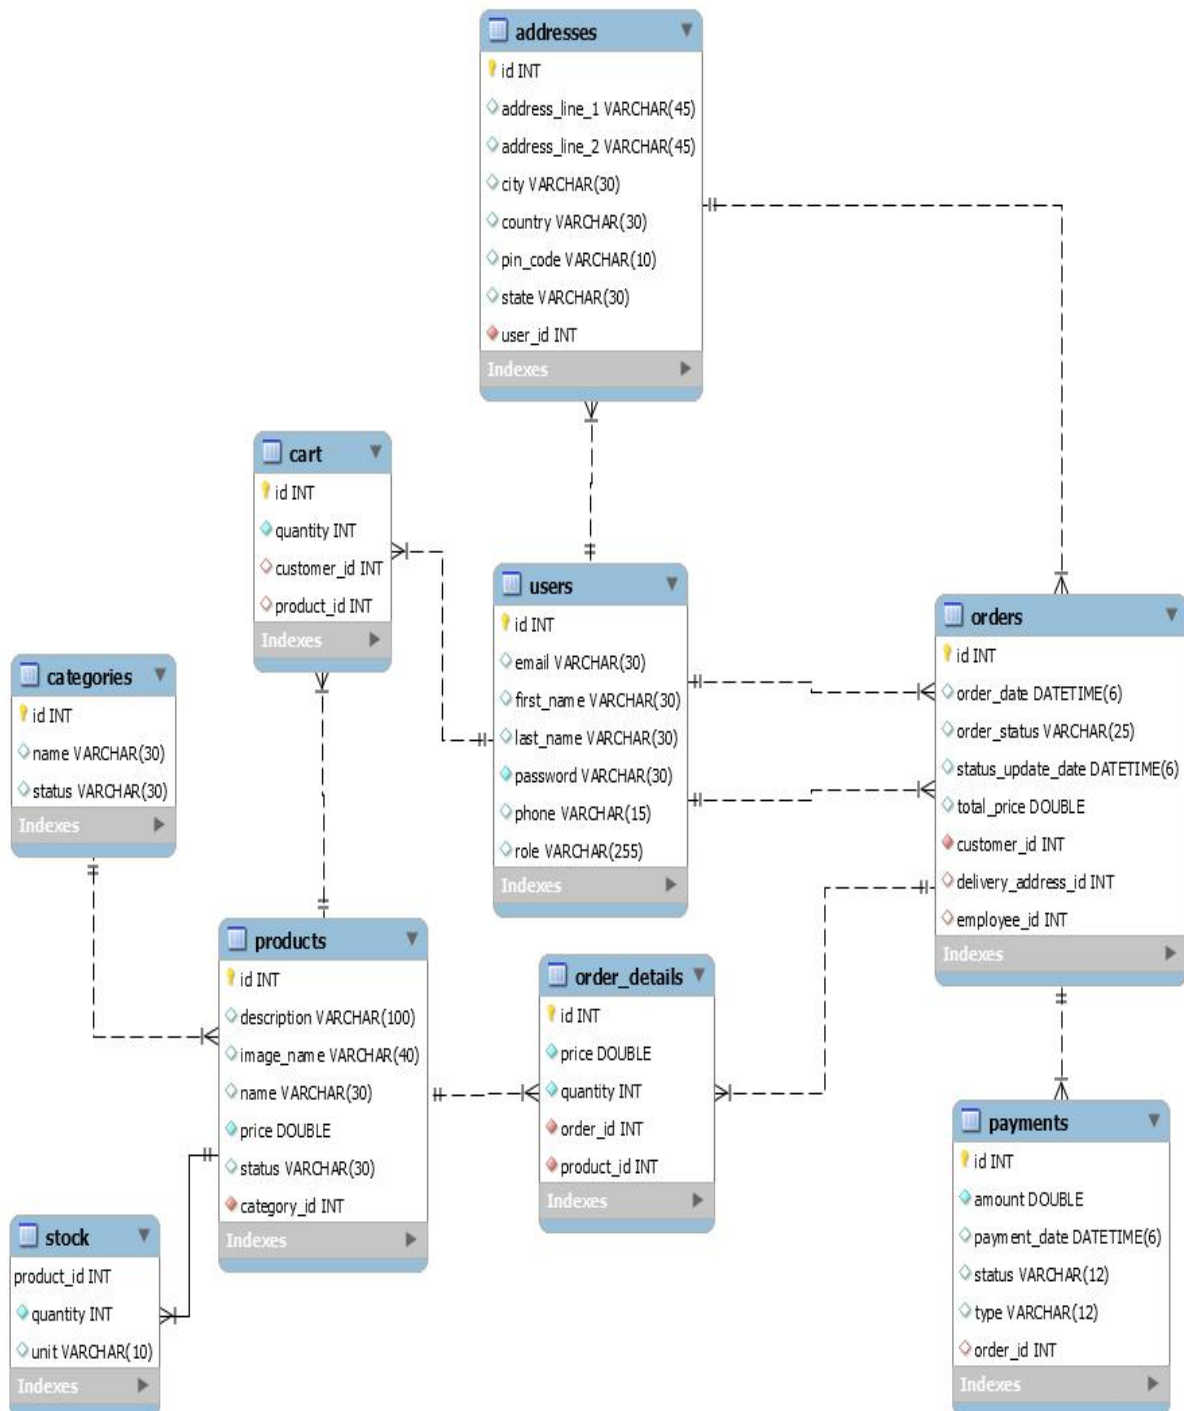 addresses
id INT
address_line_1 VARCHAR(45)
address_line_2 VARCHAR(45)
city VARCHAR(30)
country VARCHAR(30)
pin_code VARCHAR(10)
state VARCHAR(30)
user_id INT
Indexes
cart
id INT
quantity INT
customer_id INT
product_id INT
Indexes
users
id INT
email VARCHAR(30)
first_name VARCHAR(30)
last_name VARCHAR(30)
password VARCHAR(30)
phone VARCHAR(15)
role VARCHAR(255)
Indexes
orders
id INT
order_date DATETIME(6)
order_status VARCHAR(25)
status_update_date DATETIME(6)
total_price DOUBLE
customer_id INT
delivery_address_id INT
employee_id INT
Indexes
categories
id INT
name VARCHAR(30)
status VARCHAR(30)
Indexes
products
id INT
description VARCHAR(100)
image_name VARCHAR(40)
name VARCHAR(30)
price DOUBLE
status VARCHAR(30)
category_id INT
Indexes
order_details
id INT
price DOUBLE
quantity INT
order_id INT
product_id INT
Indexes
payments
id INT
amount DOUBLE
payment_date DATETIME(6)
status VARCHAR(12)
type VARCHAR(12)
order_id INT
Indexes
stock
product_id INT
quantity INT
unit VARCHAR(10)
Indexes